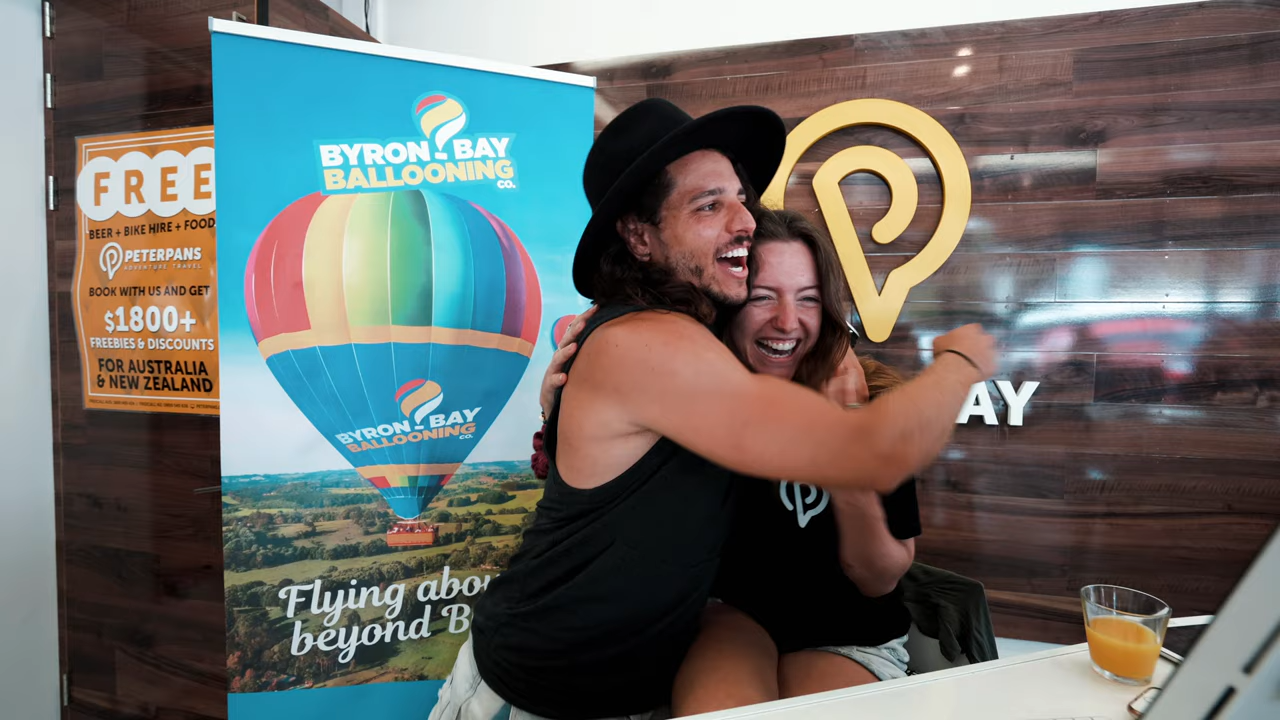 FREE
BEER + BIKE HIRE + FOOD
PETERPANS
ADVENTURE TRAVEL
BOOK WITH US AND GET
$1800+
FREEBIES & DISCOUNTS
FOR AUSTRALIA
& NEW ZEALAND
BYRON BAY
BALLOONING
CO.
BYRON BAY
BALLOONING
CO.
Flying abov
beyond B
AY